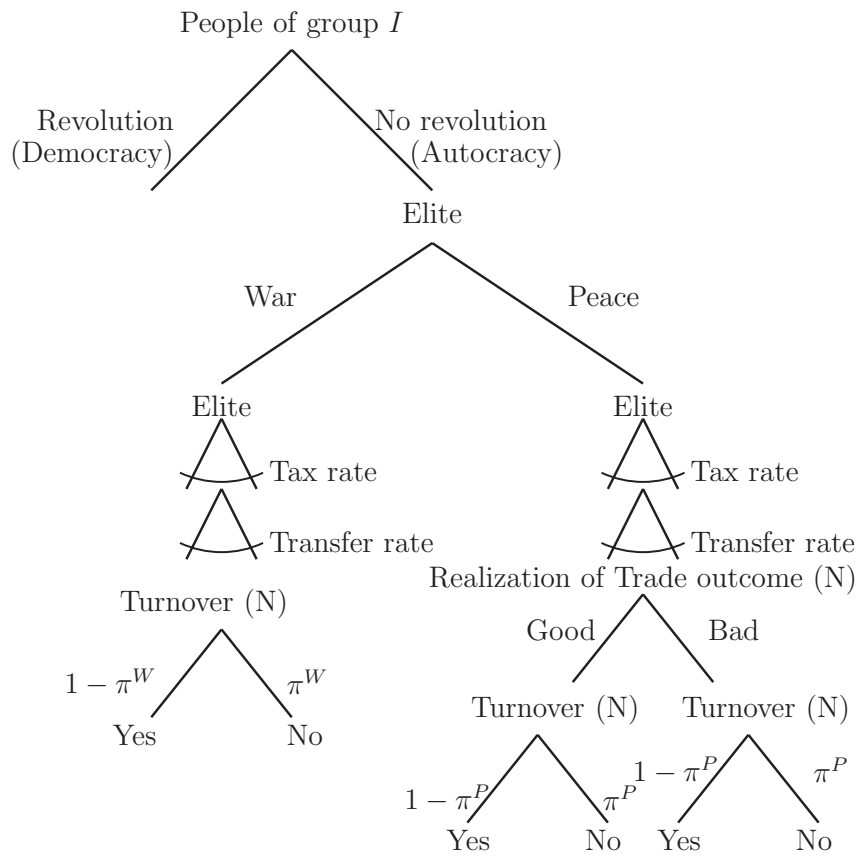 People of group I
Revolution
(Democracy)
No revolution
(Autocracy)
Elite
War
Peace
Elite
Elite
Tax rate
Tax rate
Transfer rate
Transfer rate
Realization of Trade outcome (N)
Turnover (N)
Good
Bad
1 − π^W
π^W
Turnover (N)
Turnover (N)
Yes
No
1 − π^P
π^P
1 − π^P
π^P
Yes
No
Yes
No